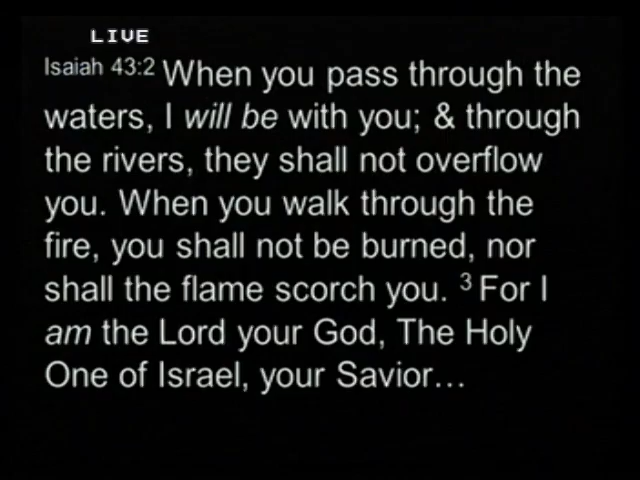 LIVE
Isaiah 43:2 When you pass through the
waters, I will be with you; & through
the rivers, they shall not overflow
you. When you walk through the
fire, you shall not be burned, nor
shall the flame scorch you. 3 For I
am the Lord your God, The Holy
One of Israel, your Savior...